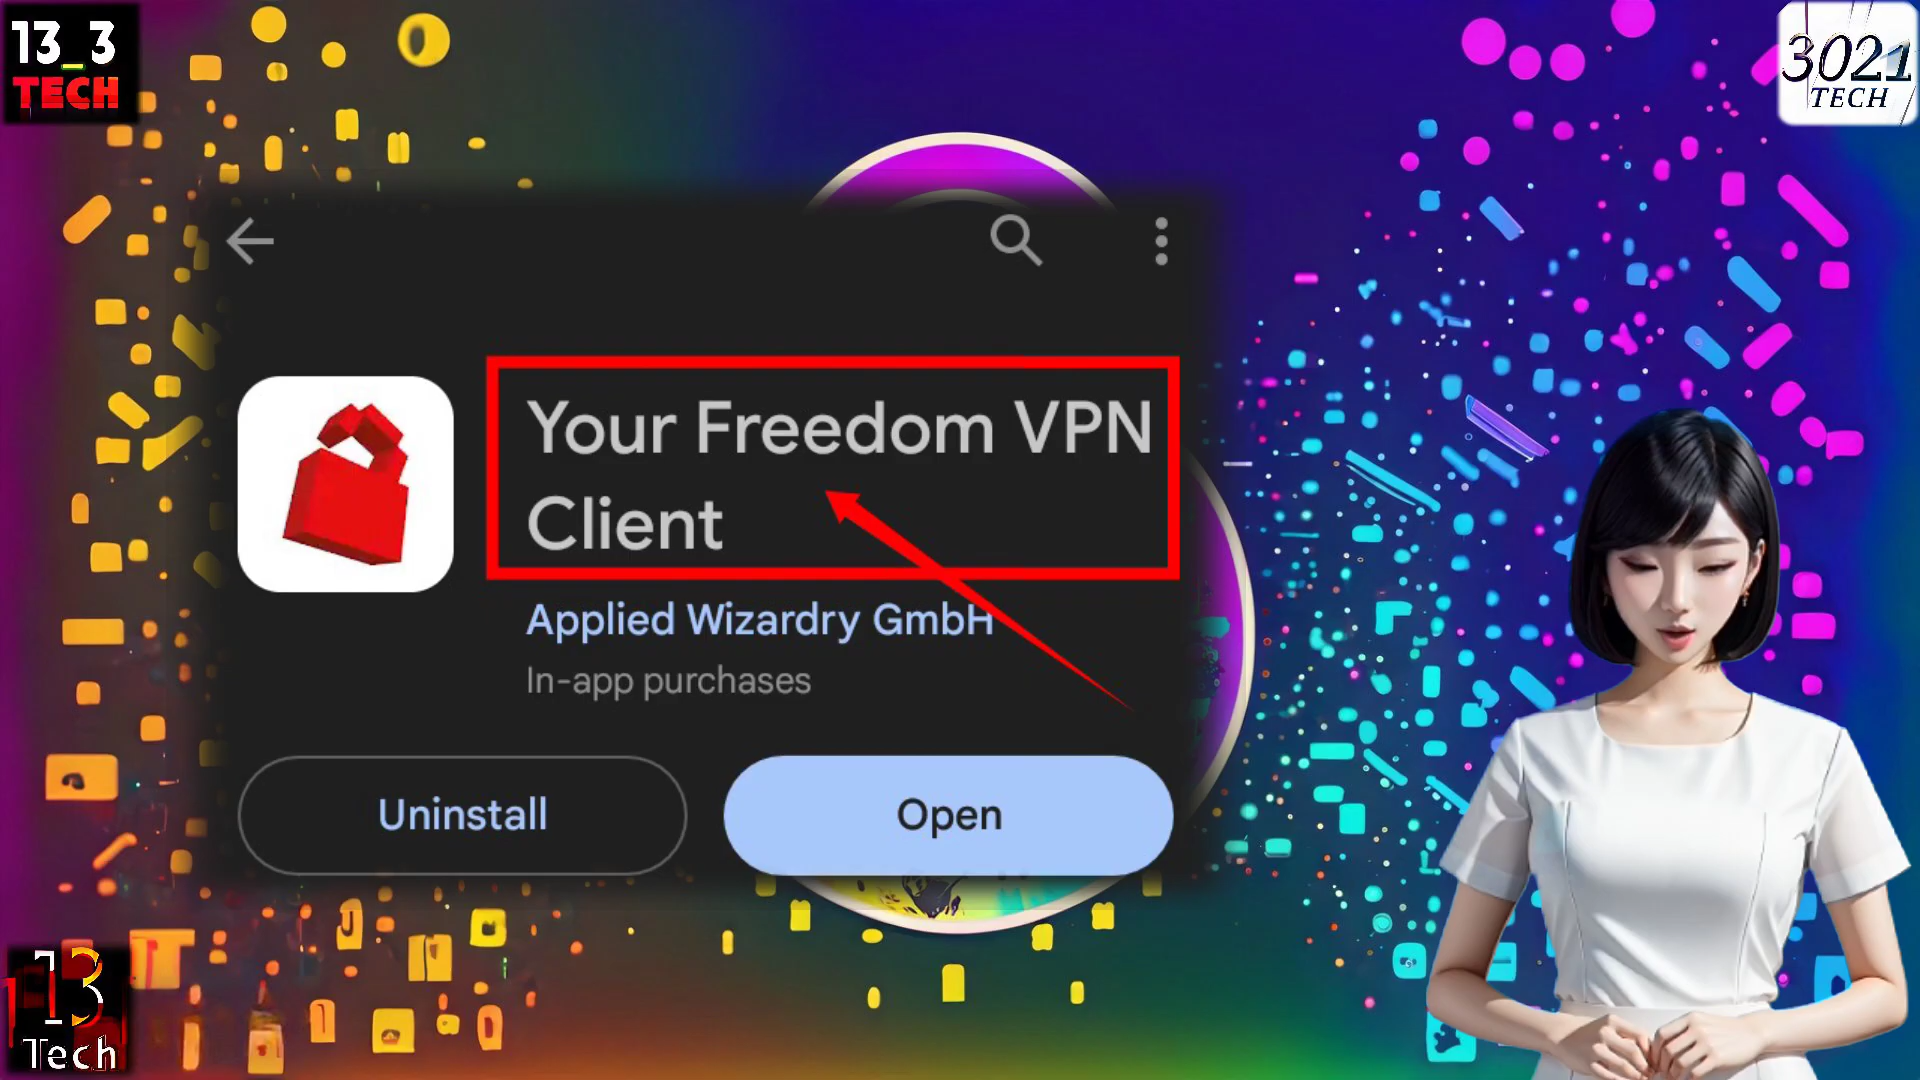 13_3
TECH
3021
TECH
Your Freedom VPN
Client
Applied Wizardry GmbH
In-app purchases
Uninstall
Open
13
Tech